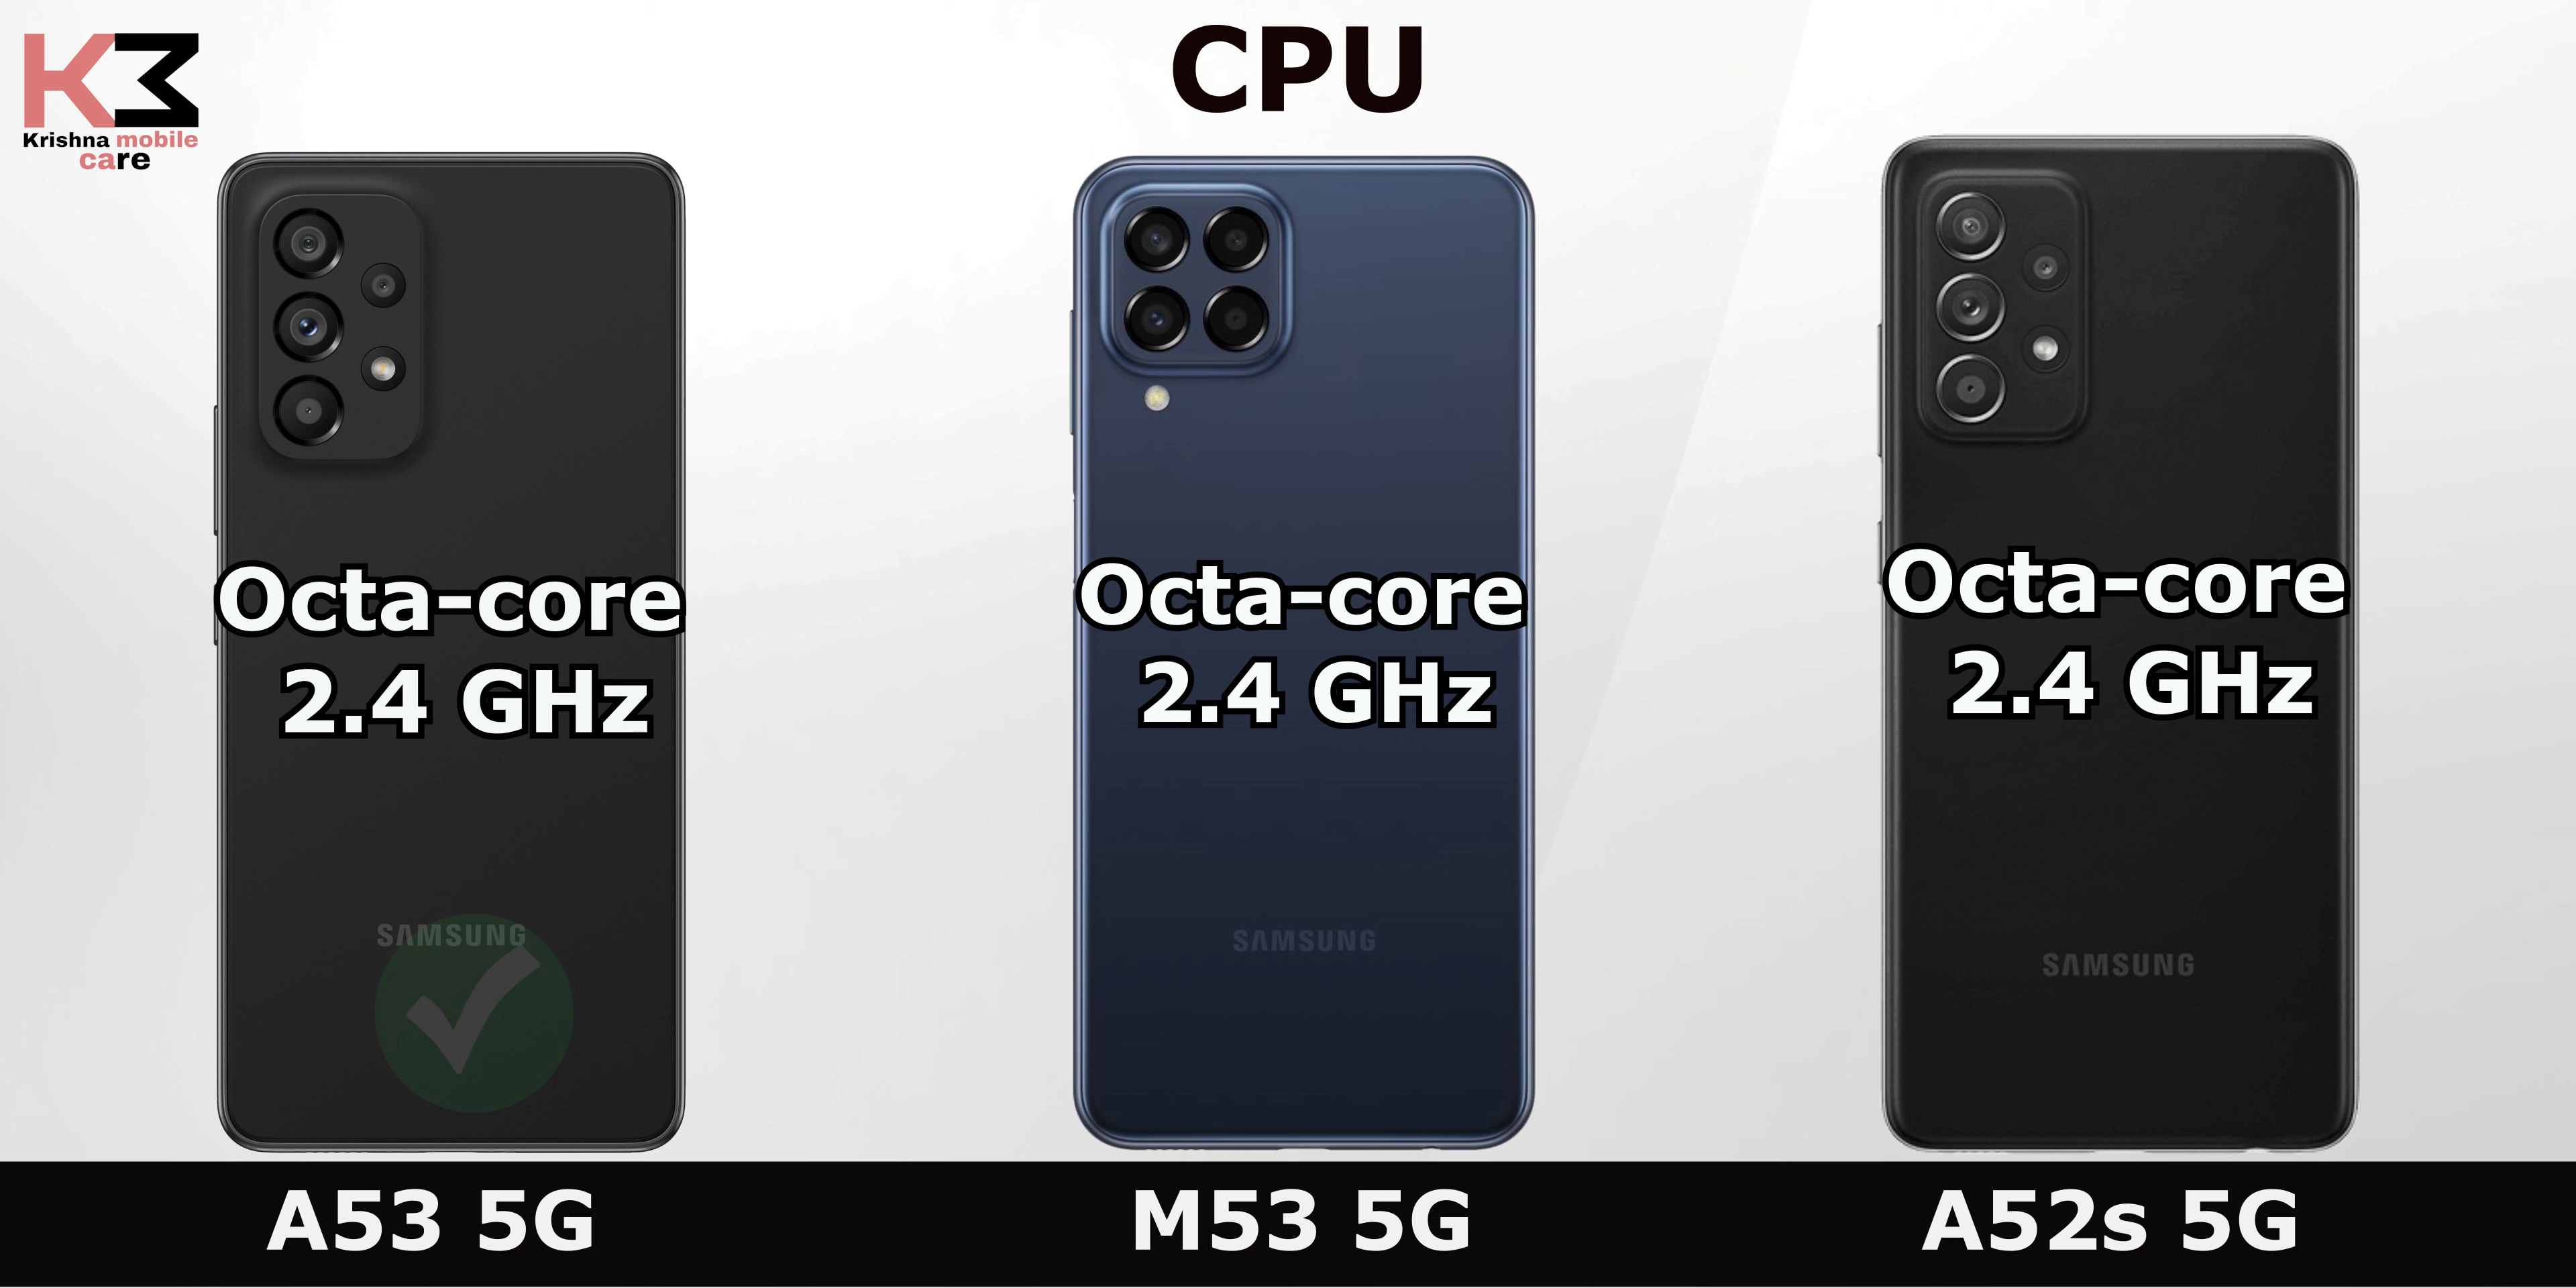 KM
Krishna mobile
care
CPU
Octa-core
2.4 GHz
SAMSUNG
A53 5G
Octa-core
2.4 GHz
SAMSUNG
M53 5G
Octa-core
2.4 GHz
SAMSUNG
A52s 5G